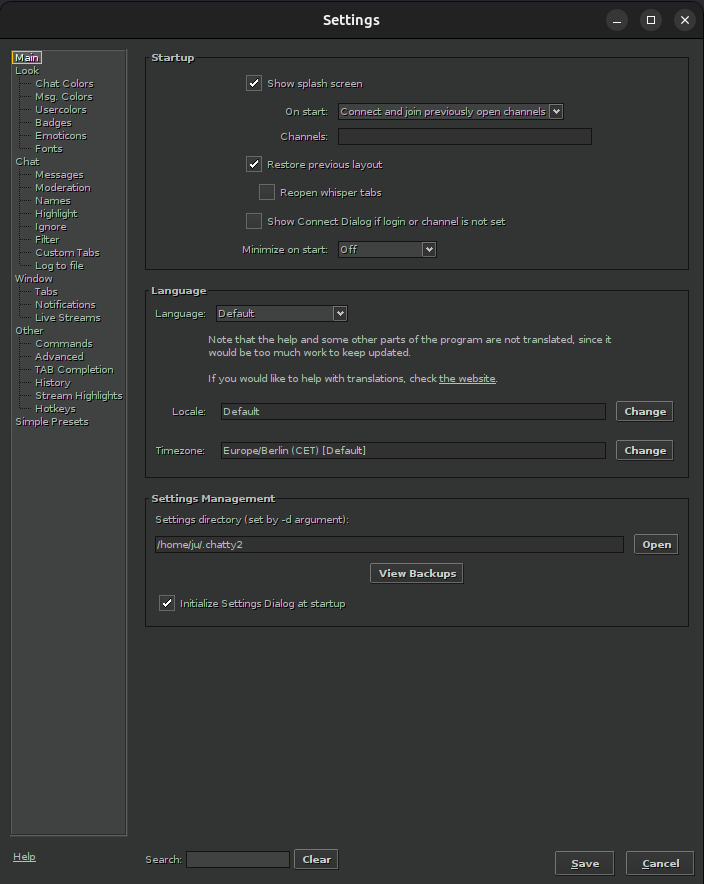 Settings
Main
Look
Chat Colors
Msg. Colors
Usercolors
Badges
Emoticons
Fonts
Chat
Messages
Moderation
Names
Highlight
Ignore
Filter
Custom Tabs
Log to file
Window
Tabs
Notifications
Live Streams
Other
Commands
Advanced
TAB Completion
History
Stream Highlights
Hotkeys
Simple Presets
Startup
Show splash screen
On start: Connect and join previously open channels
Channels:
Restore previous layout
Reopen whisper tabs
Show Connect Dialog if login or channel is not set
Minimize on start: Off
Language
Language: Default
Note that the help and some other parts of the program are not translated, since it
would be too much work to keep updated.
If you would like to help with translations, check the website.
Locale: Default Change
Timezone: Europe/Berlin (CET) [Default] Change
Settings Management
Settings directory (set by -d argument):
/home/ju/.chatty2 Open
View Backups
Initialize Settings Dialog at startup
Help Search: Clear Save Cancel